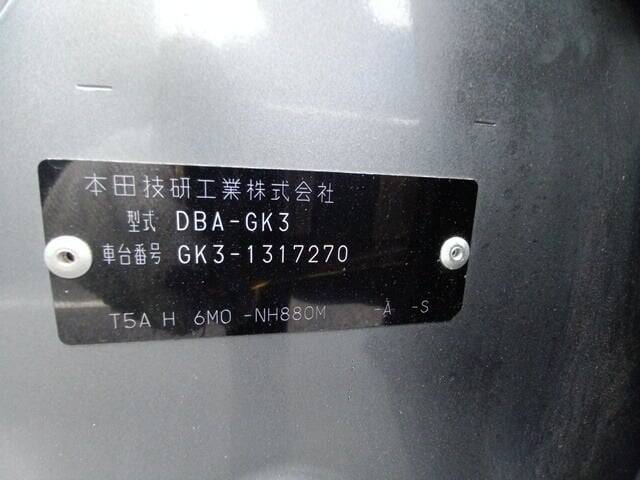 本田技研工業株式会社
型式 DBA-GK3
車台番号 GK3-1317270
T5A H 6MO -NH880M -A -S